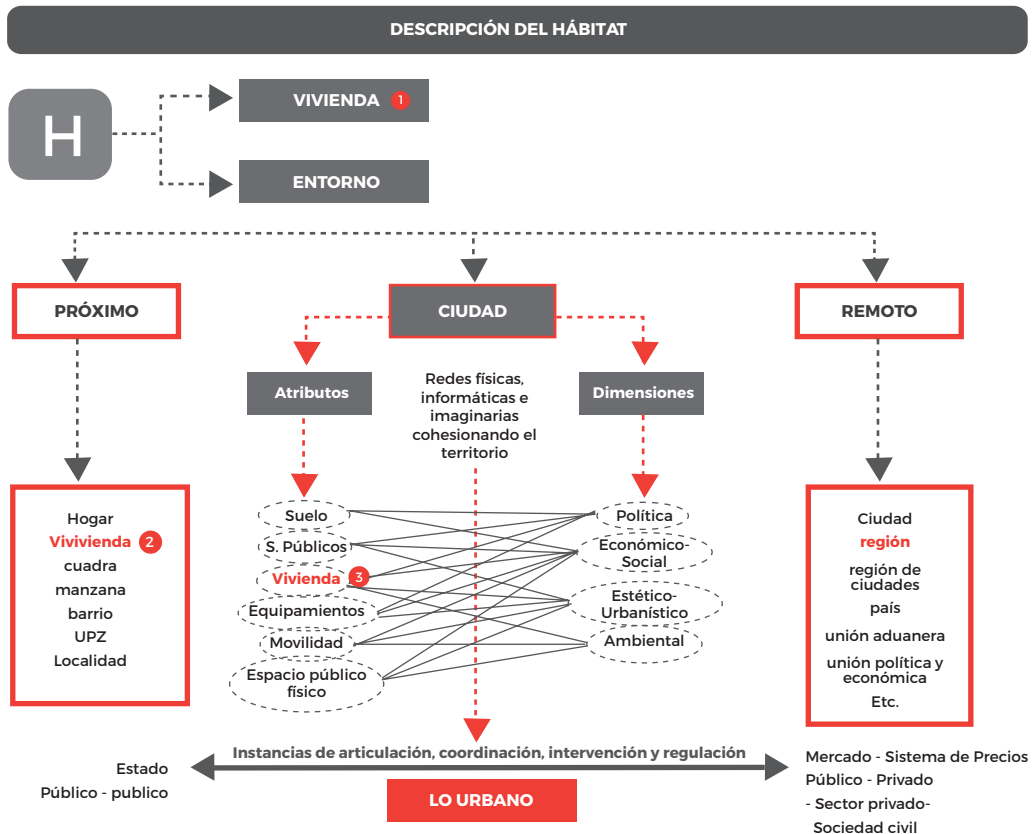 DESCRIPCIÓN DEL HÁBITAT
H
VIVIENDA 1
ENTORNO
PRÓXIMO
CIUDAD
REMOTO
Atributos
Redes físicas,
informáticas e
imaginarias
cohesionando el
territorio
Dimensiones
Hogar
Vivivienda 2
cuadra
manzana
barrio
UPZ
Localidad
Suelo
S. Públicos
Vivienda 3
Equipamientos
Movilidad
Espacio público
físico
Política
Económico-
Social
Estético-
Urbanístico
Ambiental
Ciudad
región
región de
ciudades
país
unión aduanera
unión política y
económica
Etc.
Instancias de articulación, coordinación, intervención y regulación
Estado
Público - publico
LO URBANO
Mercado - Sistema de Precios
Público - Privado
- Sector privado-
Sociedad civil